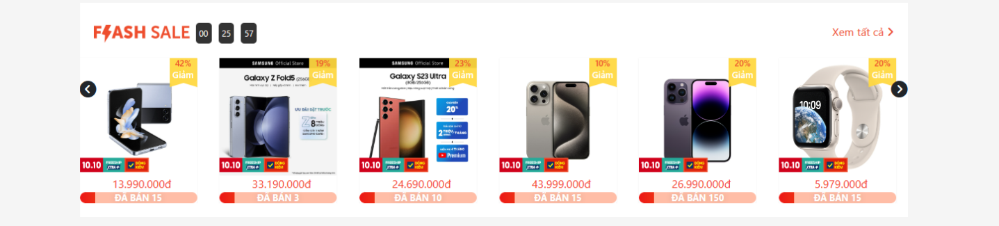 FLASH SALE 00 25 57
Xem tất cả
42%
Giảm
10.10 FREESHIP XTRA+ ĐỒNG KIỂM
13.990.000đ
ĐÃ BÁN 15
SAMSUNG Official Store
19%
Giảm
Galaxy Z Fold5 (256GB
ƯU ĐÃI ĐẶT TRƯỚC
8 TRIỆU ĐỒNG
10.10 FREESHIP XTRA+ ĐỒNG KIỂM
33.190.000đ
ĐÃ BÁN 3
SAMSUNG Official Store
23%
Giảm
Galaxy S23 Ultra
(8GB/256GB)
20%
2 TRIỆU/THÁNG
Premium
10.10 FREESHIP XTRA+ ĐỒNG KIỂM
24.690.000đ
ĐÃ BÁN 10
10%
Giảm
10.10 FREESHIP XTRA+ ĐỒNG KIỂM
43.999.000đ
ĐÃ BÁN 15
20%
Giảm
10.10 FREESHIP XTRA+ ĐỒNG KIỂM
26.990.000đ
ĐÃ BÁN 150
20%
Giảm
10:09
10.10 FREESHIP XTRA+ ĐỒNG KIỂM
5.979.000đ
ĐÃ BÁN 15